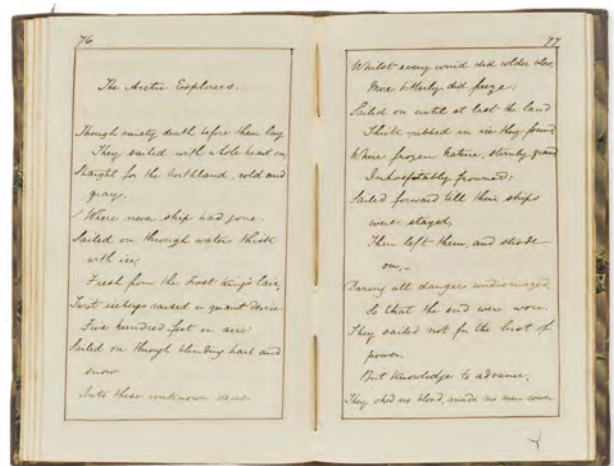 76
The Arctic Explorers.
Though misty death before them lay
They sailed with whole heart on,
Straight for the Northland, cold and
gray,
Where never ship had gone.
Sailed on through waters thick
with ice,
Fresh from the Frost King's lair,
Twixt icebergs raised in quaint device
Five hundred feet in air:
Sailed on through blinding hail and
snow
Into these unknown seas
77
Whilst every wind did colder blow,
More bitterly did freeze:
Sailed on until at last the land
Thick-ribbed in ice they found,
Where frozen Nature, sternly grand
Inhospitably frowned:
Sailed forward till their ships
were stayed,
Then left them, and strode
on,—
Daring all dangers undismayed,
So that the end were won.
They sailed not for the lust of
power,
But Knowledge to advance,
They shed no blood, made no men cower